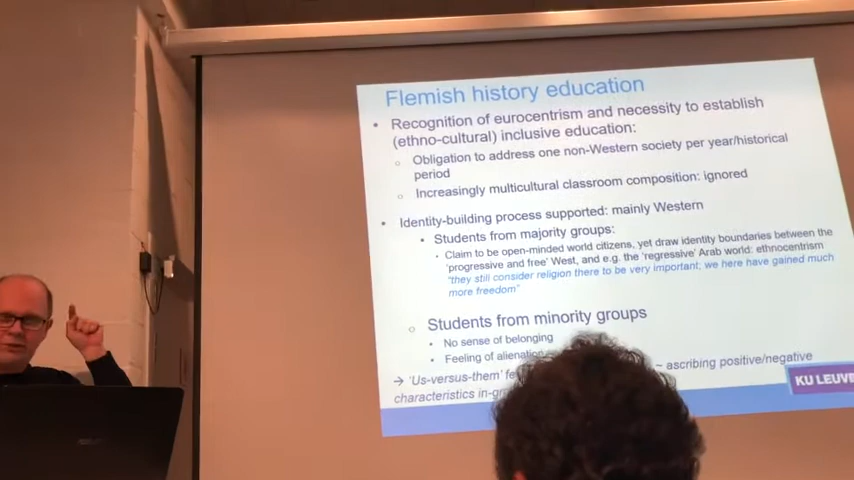 Flemish history education
• Recognition of eurocentrism and necessity to establish
(ethno-cultural) inclusive education:
○ Obligation to address one non-Western society per year/historical
period
○ Increasingly multicultural classroom composition: ignored
• Identity-building process supported: mainly Western
• Students from majority groups:
• Claim to be open-minded world citizens, yet draw identity boundaries between the
'progressive and free' West, and e.g. the 'regressive' Arab world: ethnocentrism
"they still consider religion there to be very important; we here have gained much
more freedom"
○ Students from minority groups
• No sense of belonging
• Feeling of alienation
→ 'Us-versus-them' ~ ascribing positive/negative
characteristics
KU LEUVEN